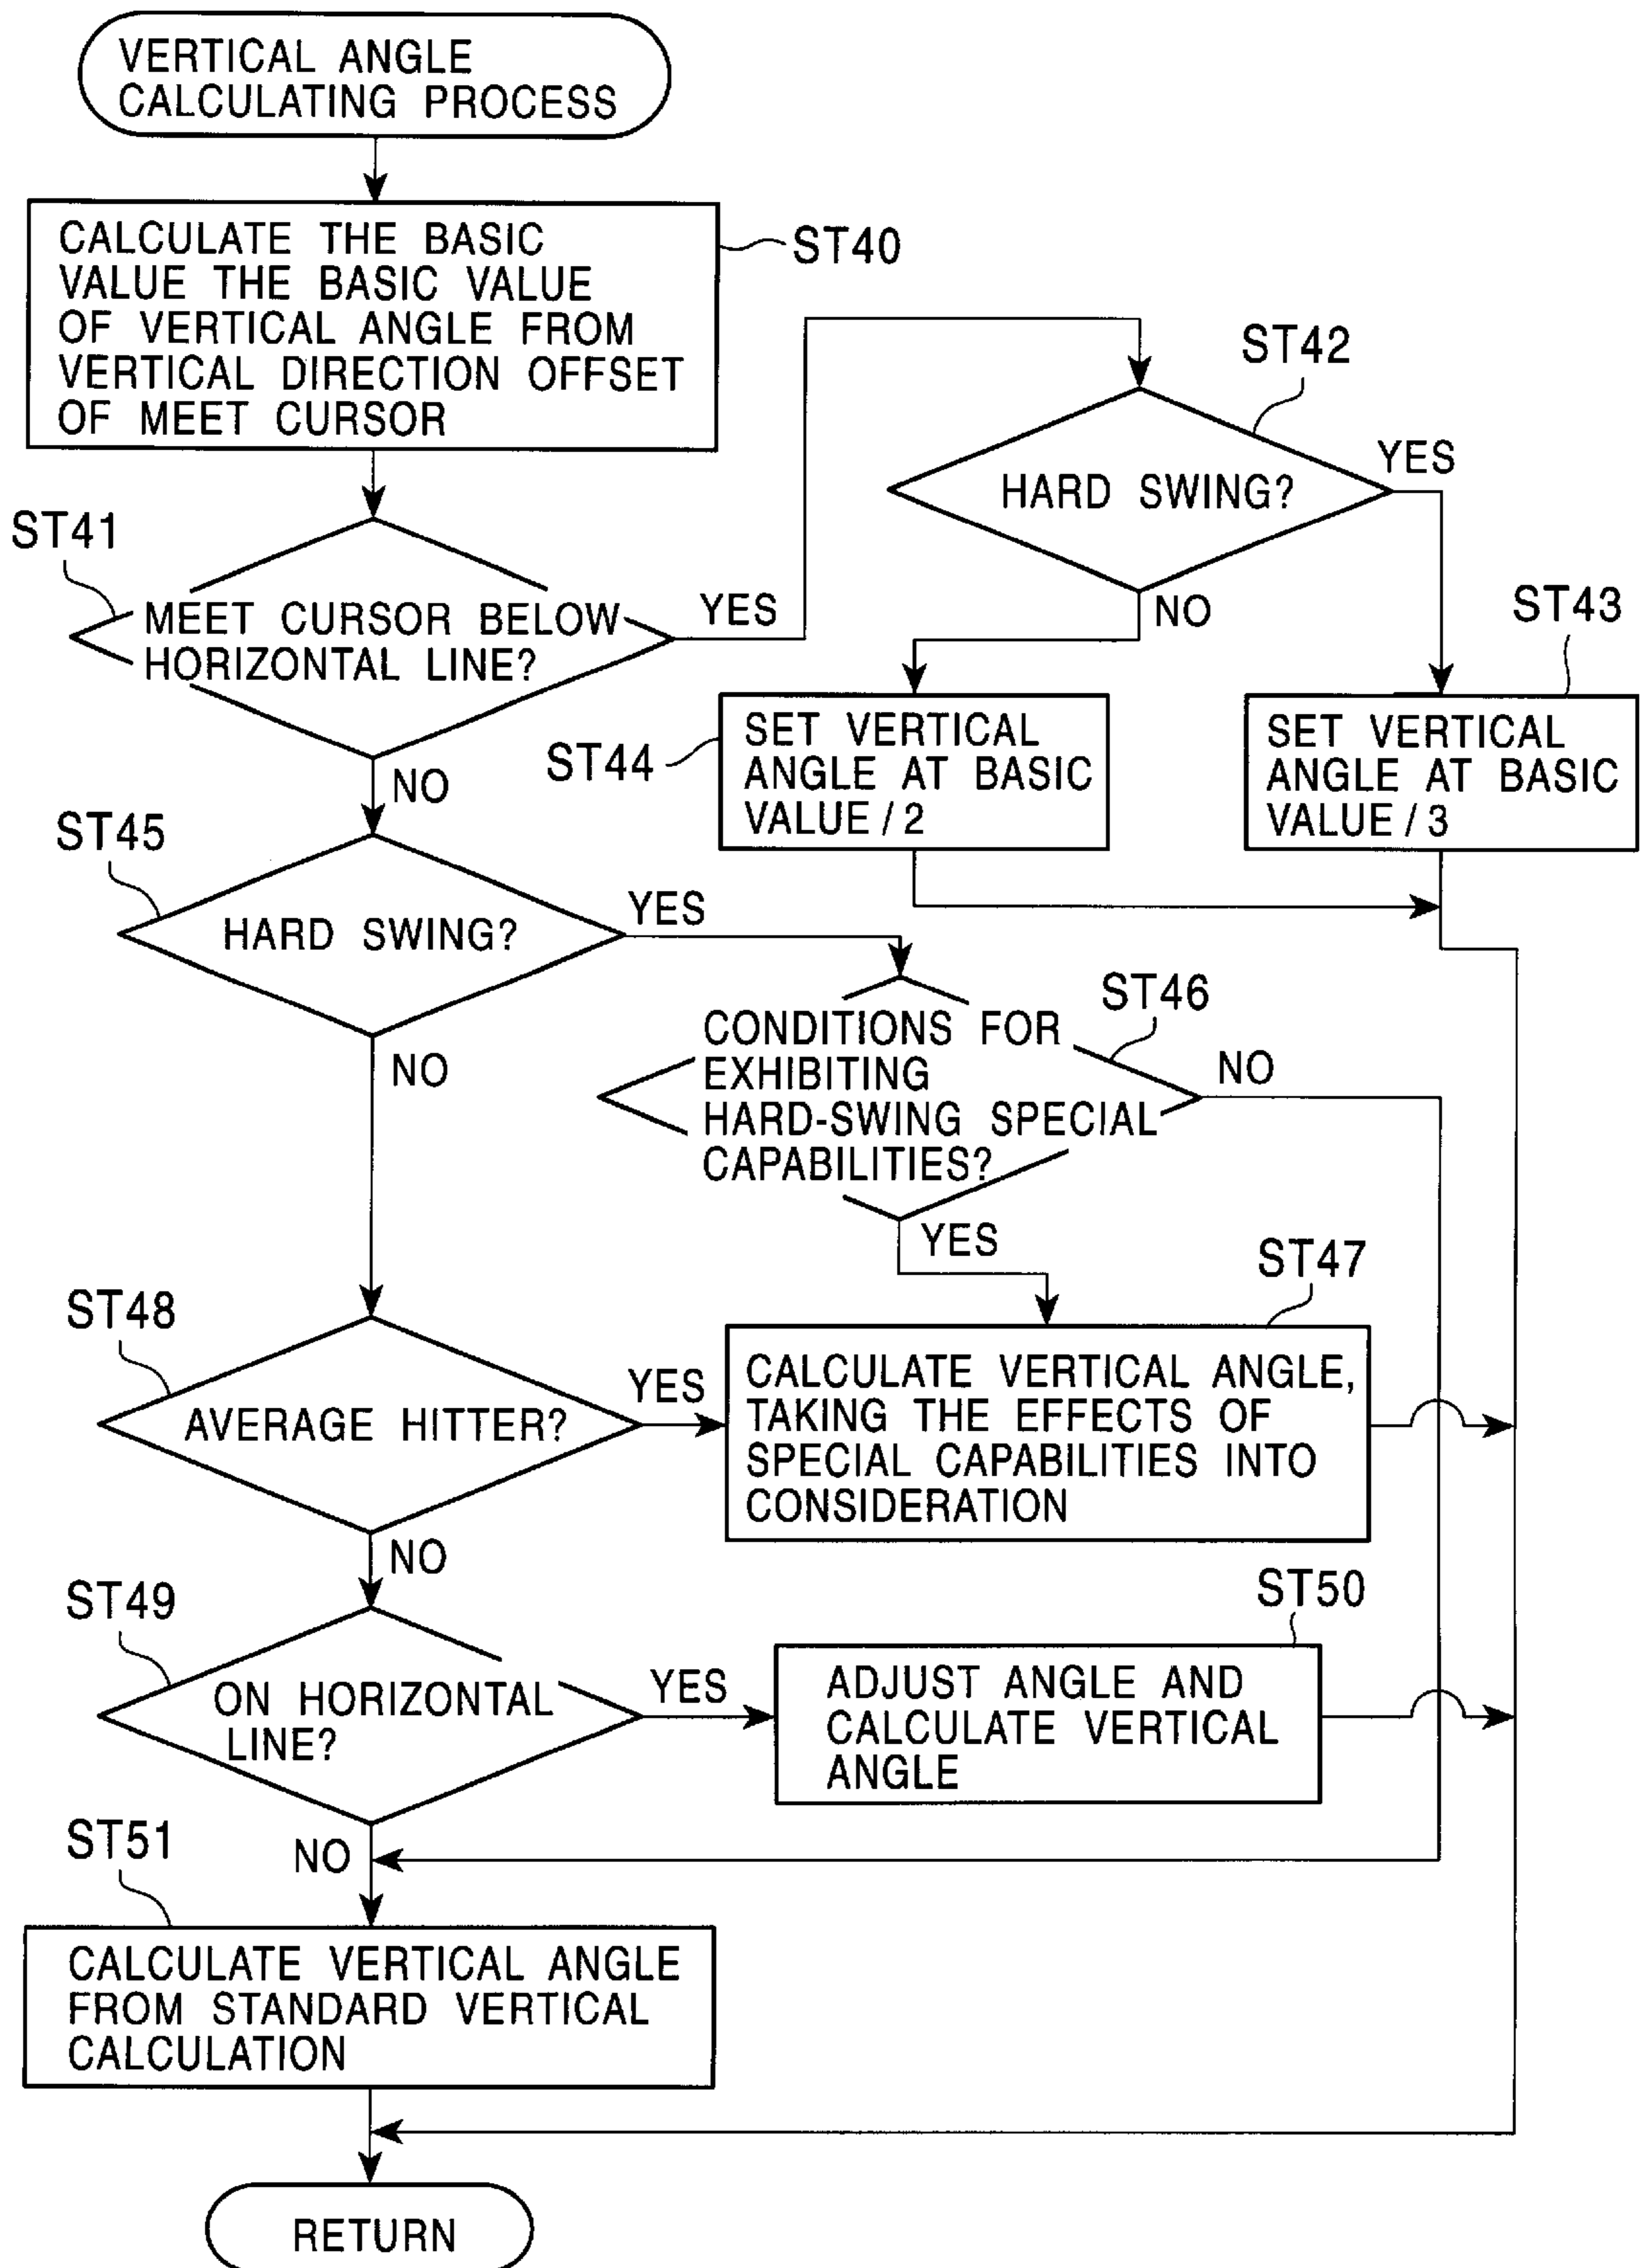 VERTICAL ANGLE
CALCULATING PROCESS
CALCULATE THE BASIC
VALUE THE BASIC VALUE
OF VERTICAL ANGLE FROM
VERTICAL DIRECTION OFFSET
OF MEET CURSOR
ST40
ST41
MEET CURSOR BELOW
HORIZONTAL LINE?
YES
NO
ST42
HARD SWING?
YES
NO
ST43
SET VERTICAL
ANGLE AT BASIC
VALUE / 3
ST44
SET VERTICAL
ANGLE AT BASIC
VALUE / 2
ST45
HARD SWING?
YES
NO
ST46
CONDITIONS FOR
EXHIBITING
HARD-SWING SPECIAL
CAPABILITIES?
NO
YES
ST47
CALCULATE VERTICAL ANGLE,
TAKING THE EFFECTS OF
SPECIAL CAPABILITIES INTO
CONSIDERATION
ST48
AVERAGE HITTER?
YES
NO
ST49
ON HORIZONTAL
LINE?
YES
NO
ST50
ADJUST ANGLE AND
CALCULATE VERTICAL
ANGLE
ST51
CALCULATE VERTICAL ANGLE
FROM STANDARD VERTICAL
CALCULATION
RETURN